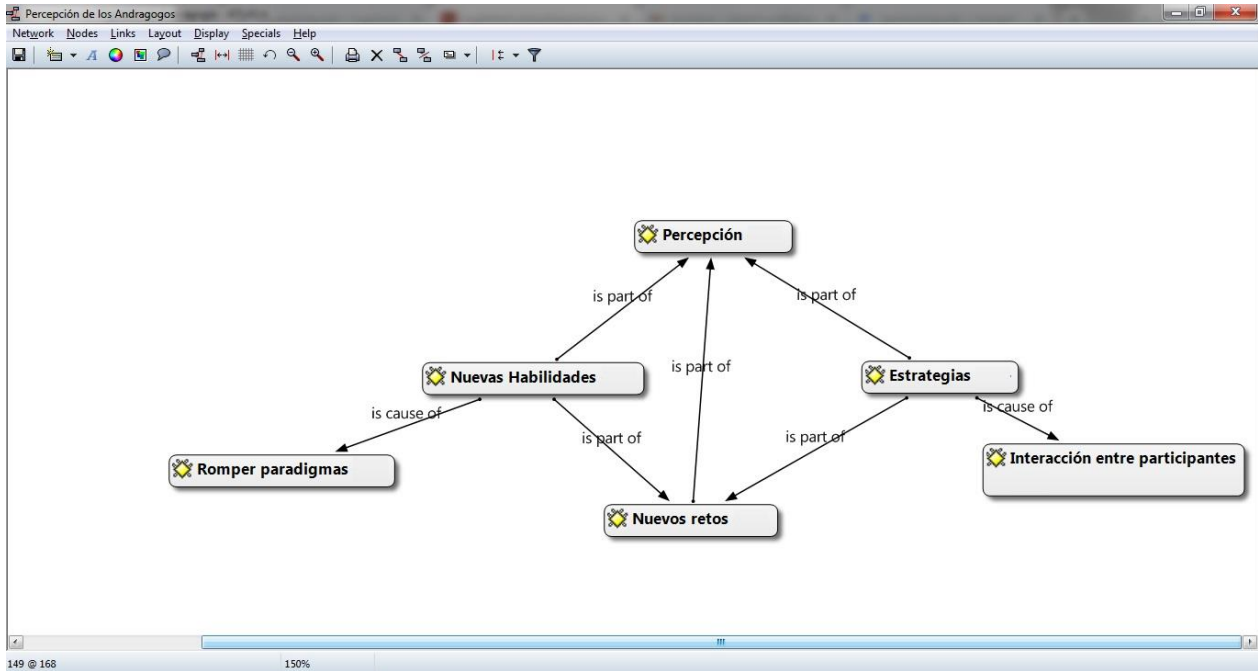 Percepción de los Andragogos
Network Nodes Links Layout Display Specials Help
Percepción
is part of
is part of
is part of
Nuevas Habilidades
Estrategias
is cause of
is cause of
is part of
is part of
Romper paradigmas
Interacción entre participantes
Nuevos retos
149 @ 168
150%